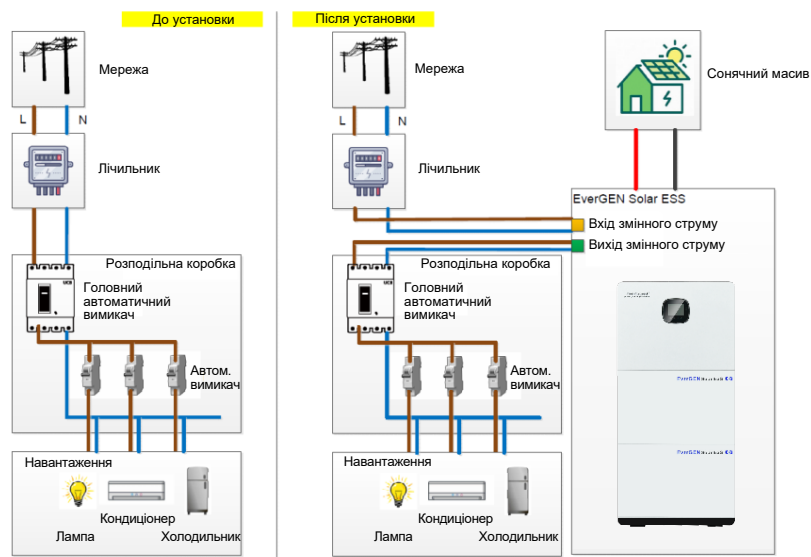 До установки
Мережа
L
N
Лічильник
Розподільна коробка
Головний
автоматичний
вимикач
Автом.
вимикач
Навантаження
Кондиціонер
Лампа
Холодильник
Після установки
Мережа
L
N
Лічильник
Розподільна коробка
Головний
автоматичний
вимикач
Автом.
вимикач
Навантаження
Кондиціонер
Лампа
Холодильник
Сонячний масив
EverGEN Solar ESS
Вхід змінного струму
Вихід змінного струму
EverGEN
EverGEN